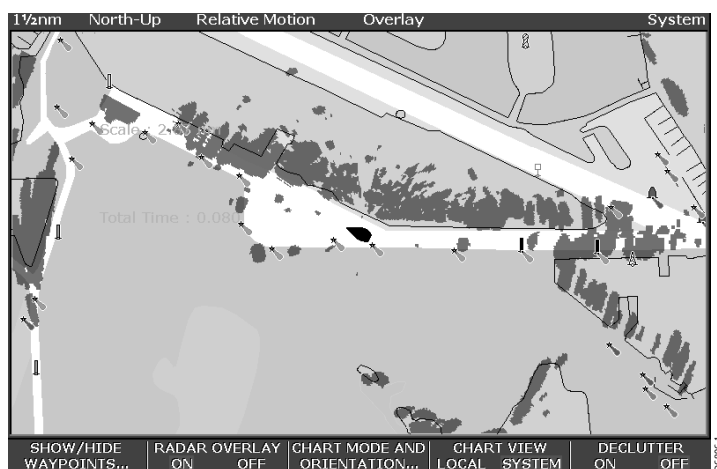 1½nm North-Up Relative Motion Overlay System
Scale : 2.
Total Time : 0.080
SHOW/HIDE WAYPOINTS...
RADAR OVERLAY ON OFF
CHART MODE AND ORIENTATION...
CHART VIEW LOCAL SYSTEM
DECLUTTER ON OFF